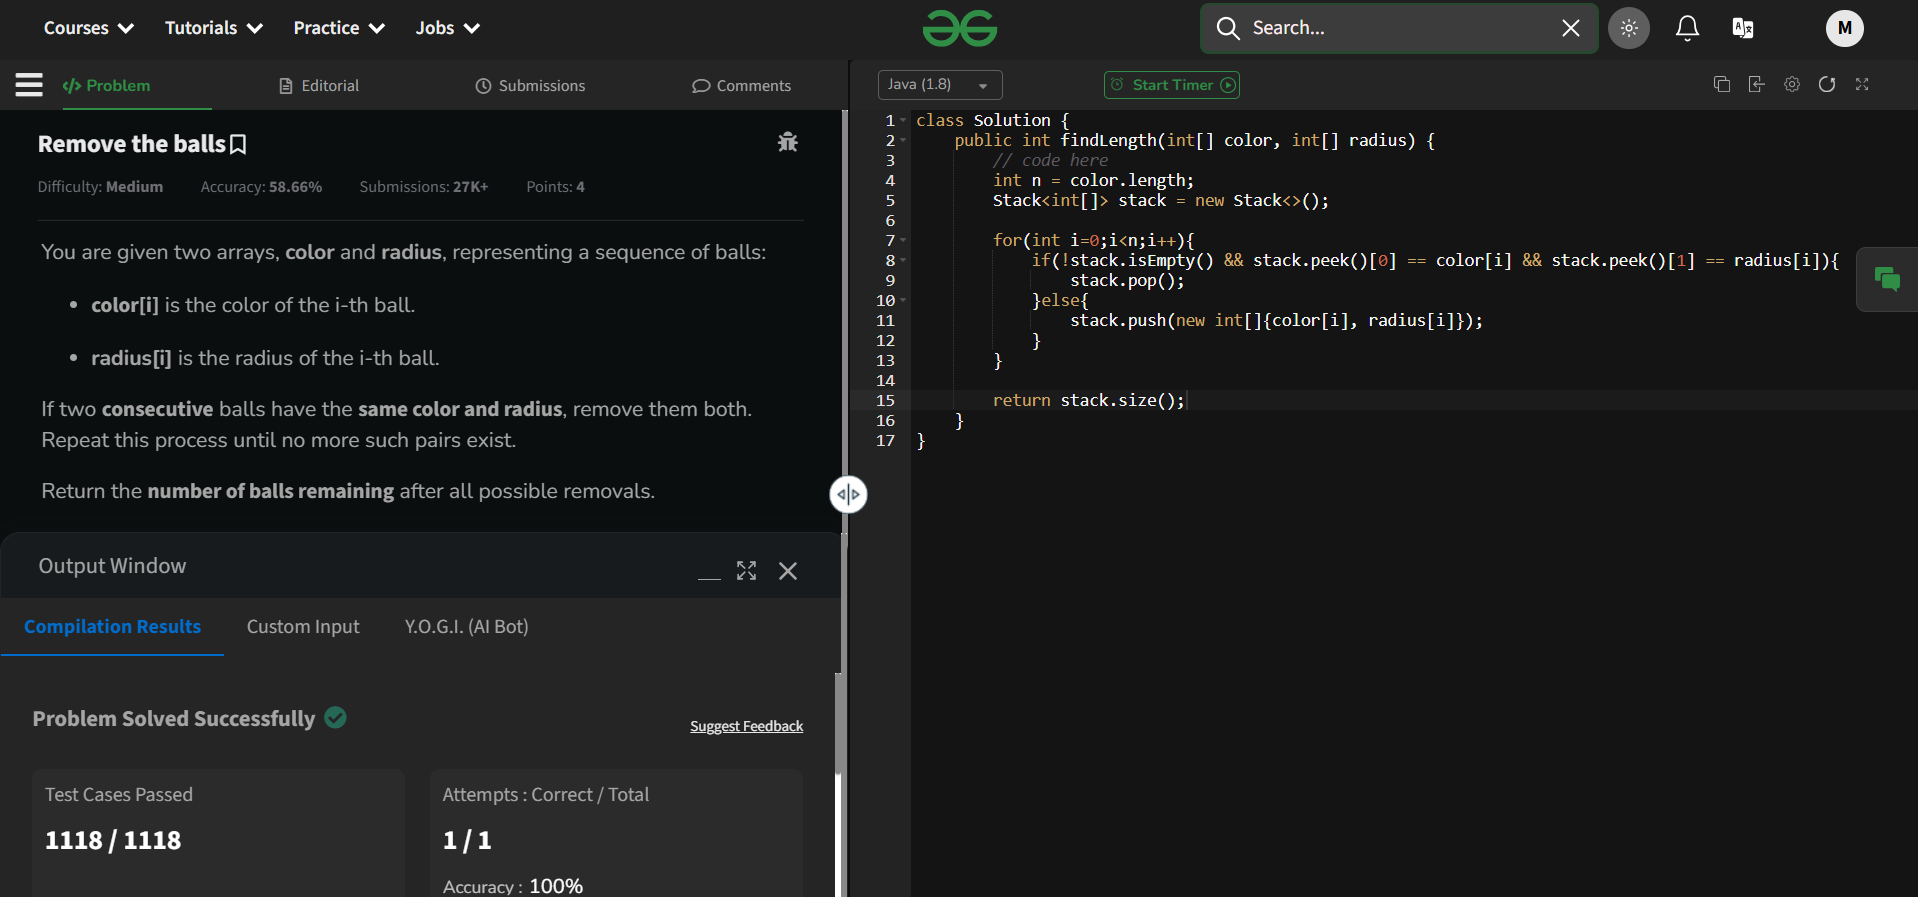 Courses Tutorials Practice Jobs Search... M
Problem Editorial Submissions Comments
Remove the balls
Difficulty: Medium Accuracy: 58.66% Submissions: 27K+ Points: 4
You are given two arrays, color and radius, representing a sequence of balls:
• color[i] is the color of the i-th ball.
• radius[i] is the radius of the i-th ball.
If two consecutive balls have the same color and radius, remove them both.
Repeat this process until no more such pairs exist.
Return the number of balls remaining after all possible removals.
Output Window
Compilation Results Custom Input Y.O.G.I. (AI Bot)
Problem Solved Successfully
Suggest Feedback
Test Cases Passed
1118 / 1118
Attempts : Correct / Total
1 / 1
Accuracy : 100%
Java (1.8) Start Timer
1 class Solution {
2     public int findLength(int[] color, int[] radius) {
3         // code here
4         int n = color.length;
5         Stack<int[]> stack = new Stack<>();
6
7         for(int i=0;i<n;i++){
8             if(!stack.isEmpty() && stack.peek()[0] == color[i] && stack.peek()[1] == radius[i]){
9                 stack.pop();
10             }else{
11                 stack.push(new int[]{color[i], radius[i]});
12             }
13         }
14
15         return stack.size();
16     }
17 }